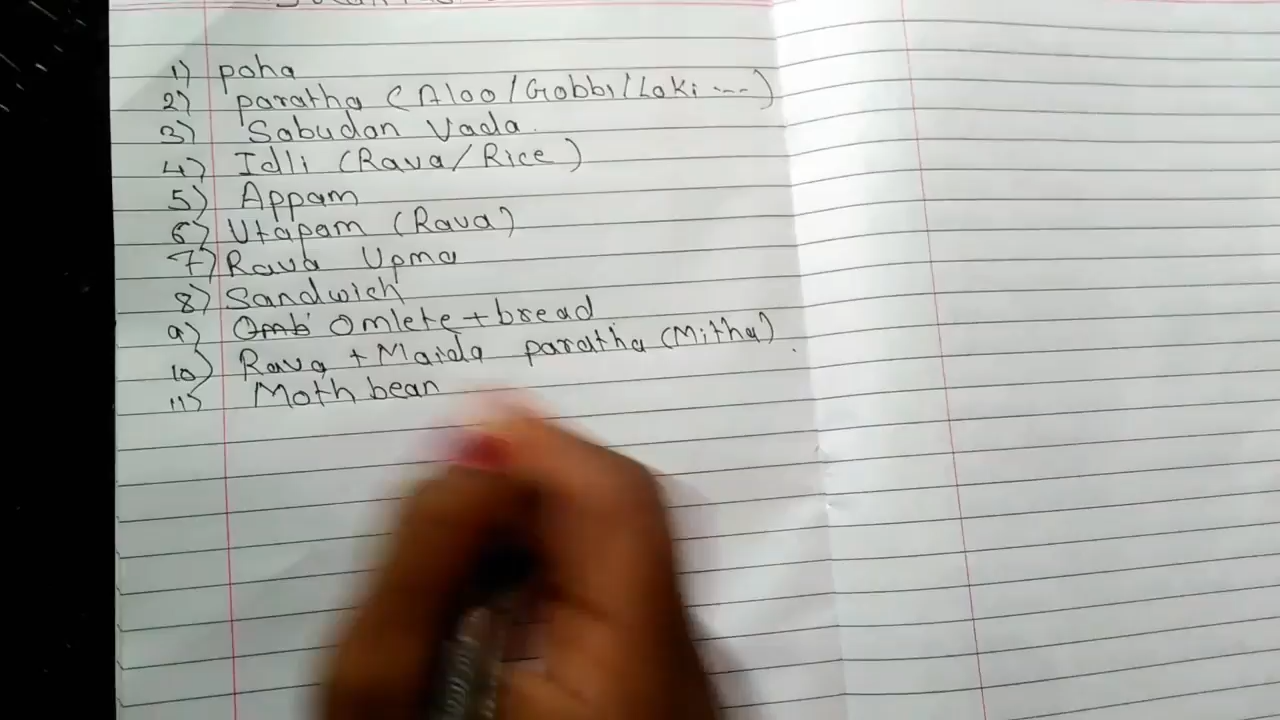 1) poha
2) paratha (Aloo/Gobbi/Loki ---)
3) Sabudan Vada
4) Idli (Rava/Rice)
5) Appam
6) Utapam (Rava)
7) Rava Upma
8) Sandwich
9) Omb Omlete + bread
10) Rava + Maida paratha (Mitha).
11) Moth bean